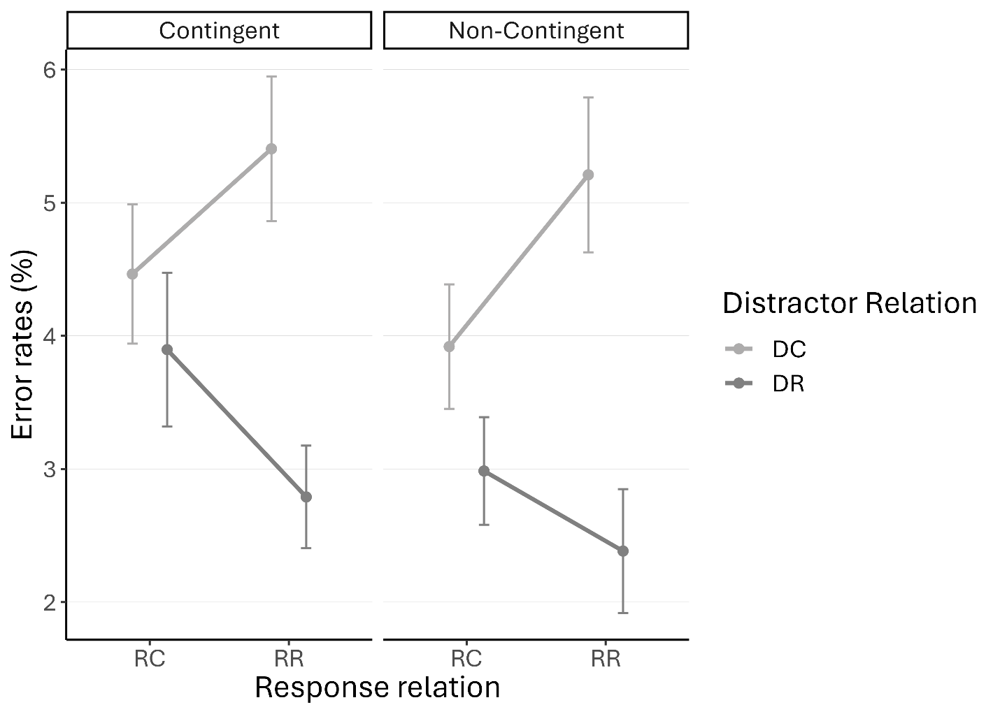 Contingent
Non-Contingent
6
5
4
3
2
Error rates (%)
RC
RR
RC
RR
Response relation
Distractor Relation
DC
DR